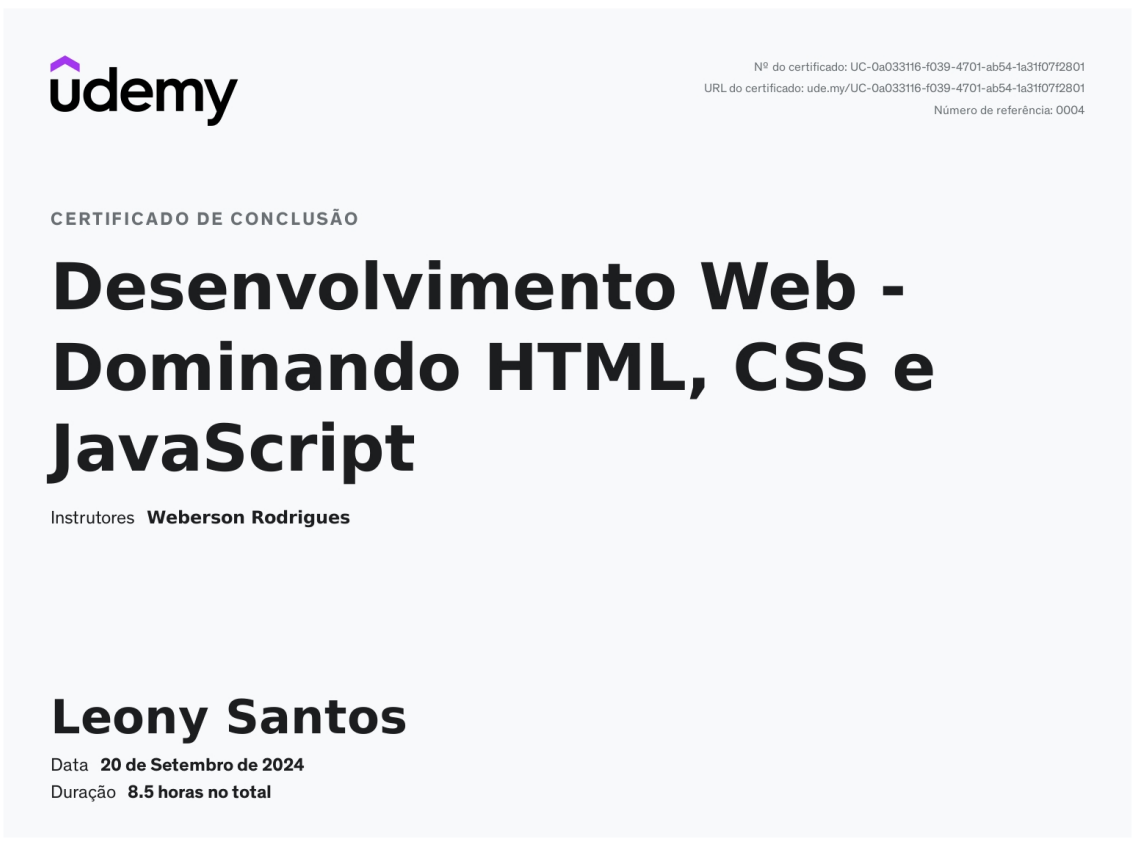 udemy
Nº do certificado: UC-0a033116-f039-4701-ab54-1a31f07f2801
URL do certificado: ude.my/UC-0a033116-f039-4701-ab54-1a31f07f2801
Número de referência: 0004
CERTIFICADO DE CONCLUSÃO
Desenvolvimento Web -
Dominando HTML, CSS e
JavaScript
Instrutores Weberson Rodrigues
Leony Santos
Data 20 de Setembro de 2024
Duração 8.5 horas no total